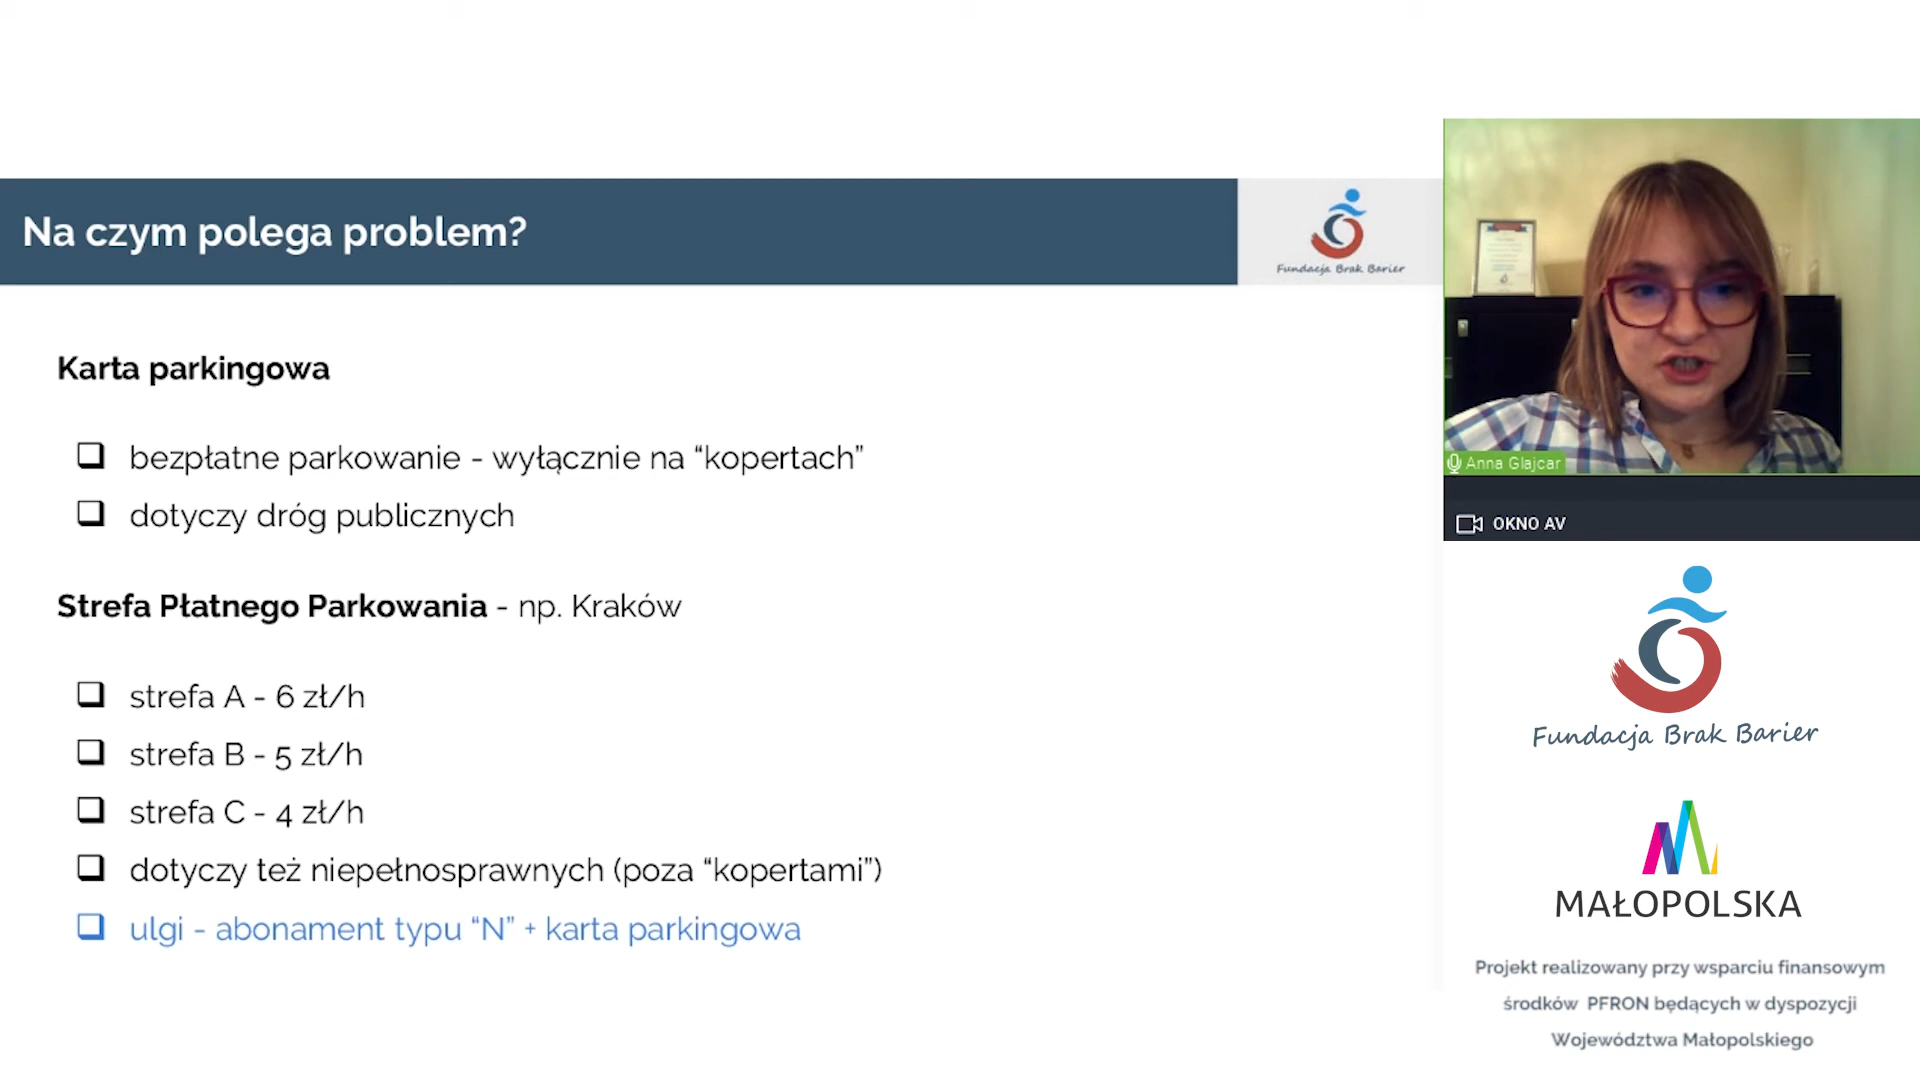 Na czym polega problem?
Fundacja Brak Barier
Karta parkingowa
bezpłatne parkowanie - wyłącznie na “kopertach”
dotyczy dróg publicznych
Strefa Płatnego Parkowania - np. Kraków
strefa A - 6 zł/h
strefa B - 5 zł/h
strefa C - 4 zł/h
dotyczy też niepełnosprawnych (poza “kopertami”)
ulgi - abonament typu “N” + karta parkingowa
Anna Glajcar
OKNO AV
Fundacja Brak Barier
MAŁOPOLSKA
Projekt realizowany przy wsparciu finansowym
środków PFRON będących w dyspozycji
Województwa Małopolskiego